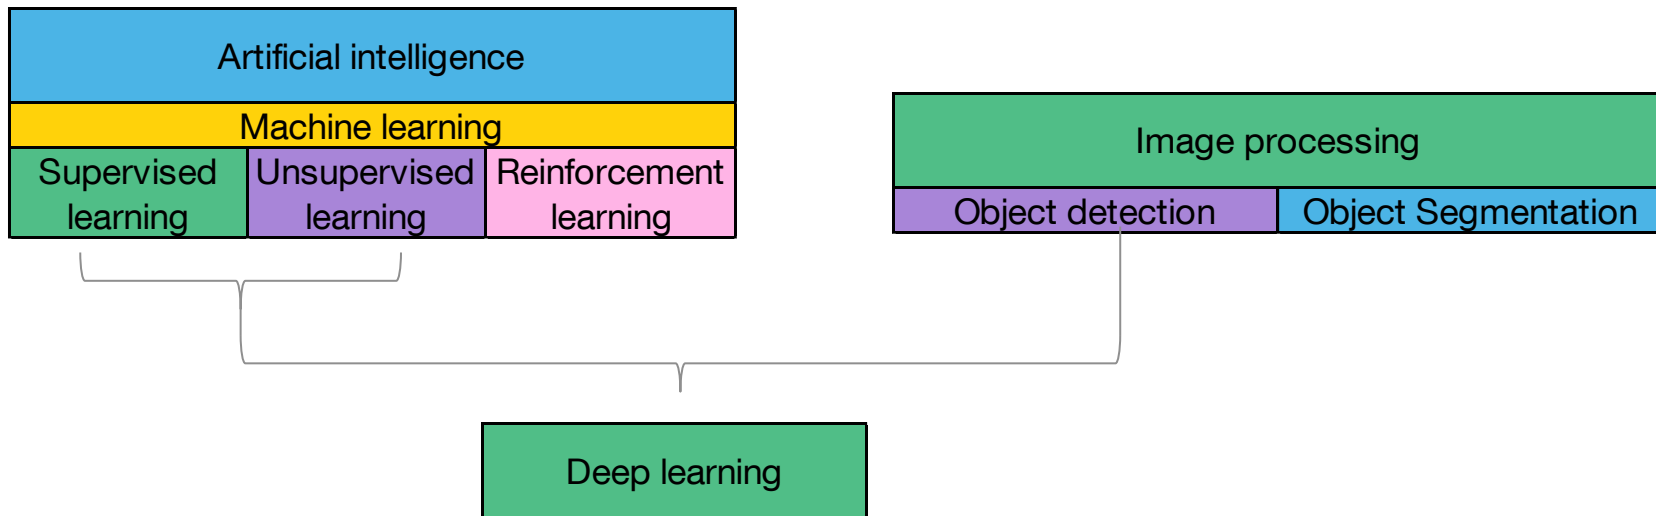 Artificial intelligence
Machine learning
Supervised
learning
Unsupervised
learning
Reinforcement
learning
Image processing
Object detection
Object Segmentation
Deep learning